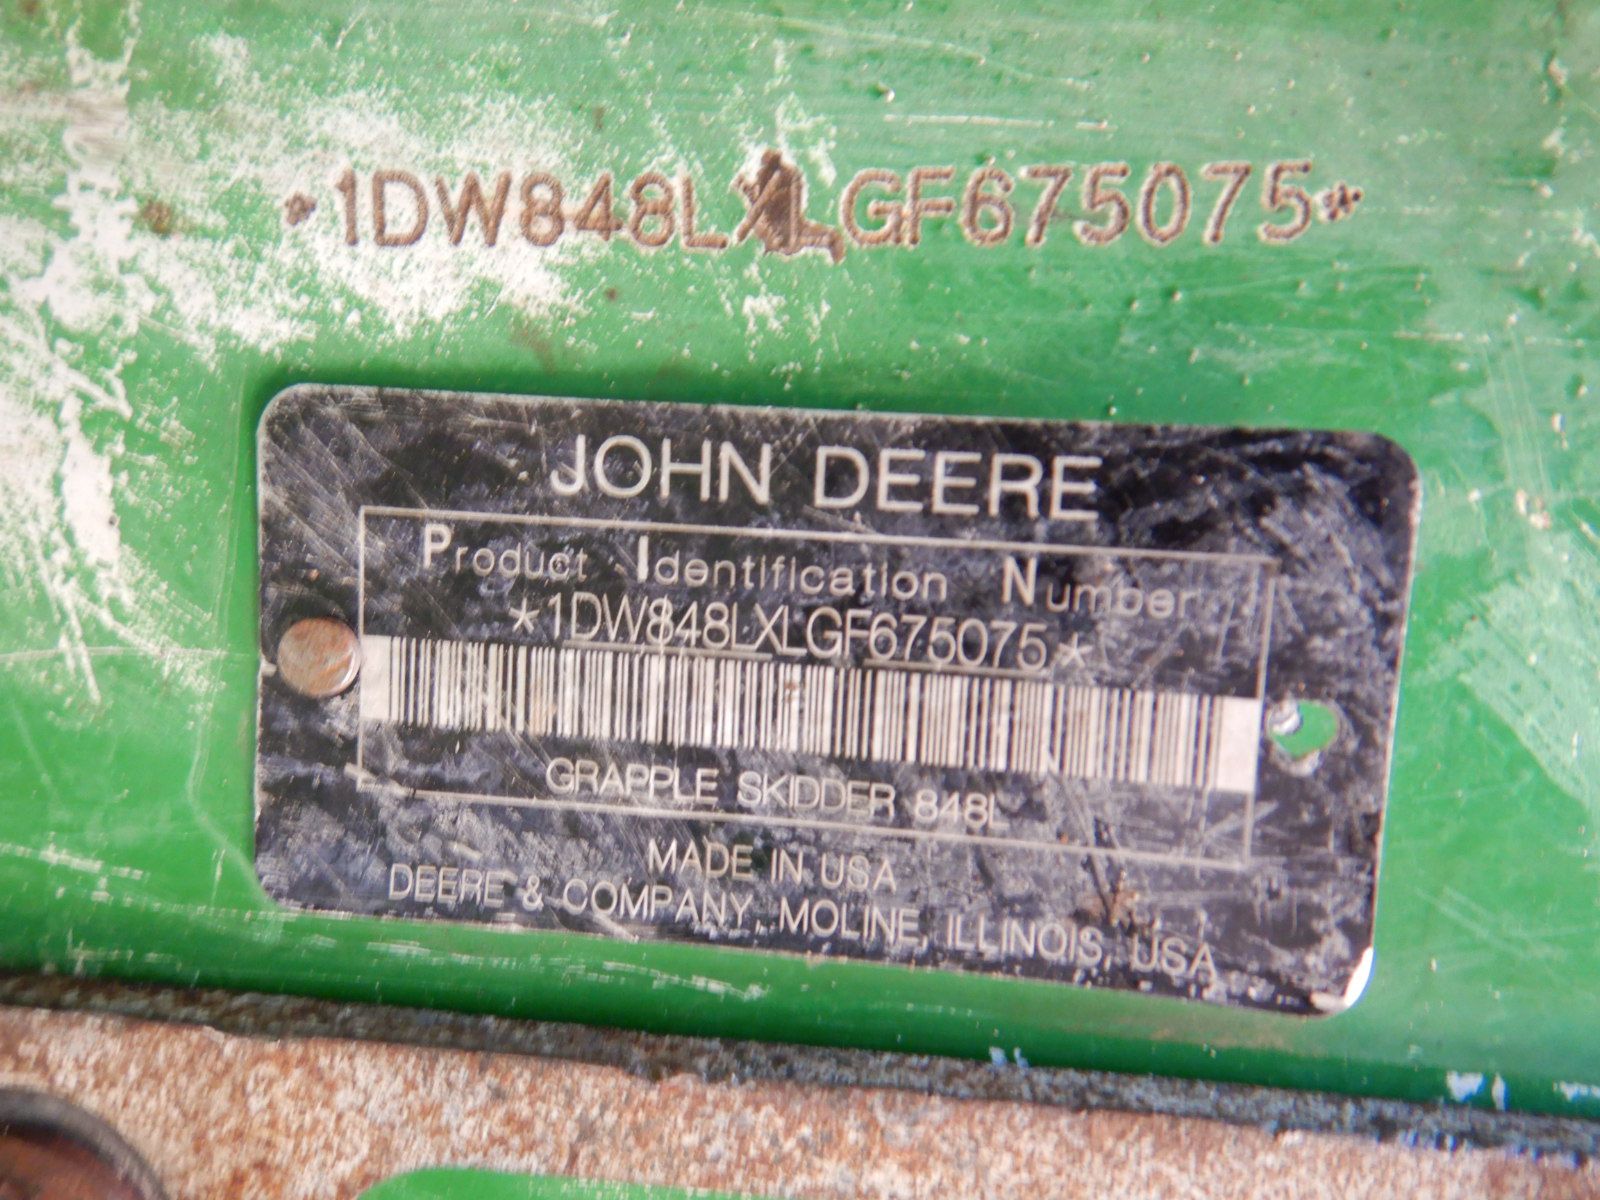 *1DW848LXLGF675075*
JOHN DEERE
Product Identification Number
*1DW848LXLGF675075*
GRAPPLE SKIDDER 848L
MADE IN USA
DEERE & COMPANY, MOLINE, ILLINOIS, USA